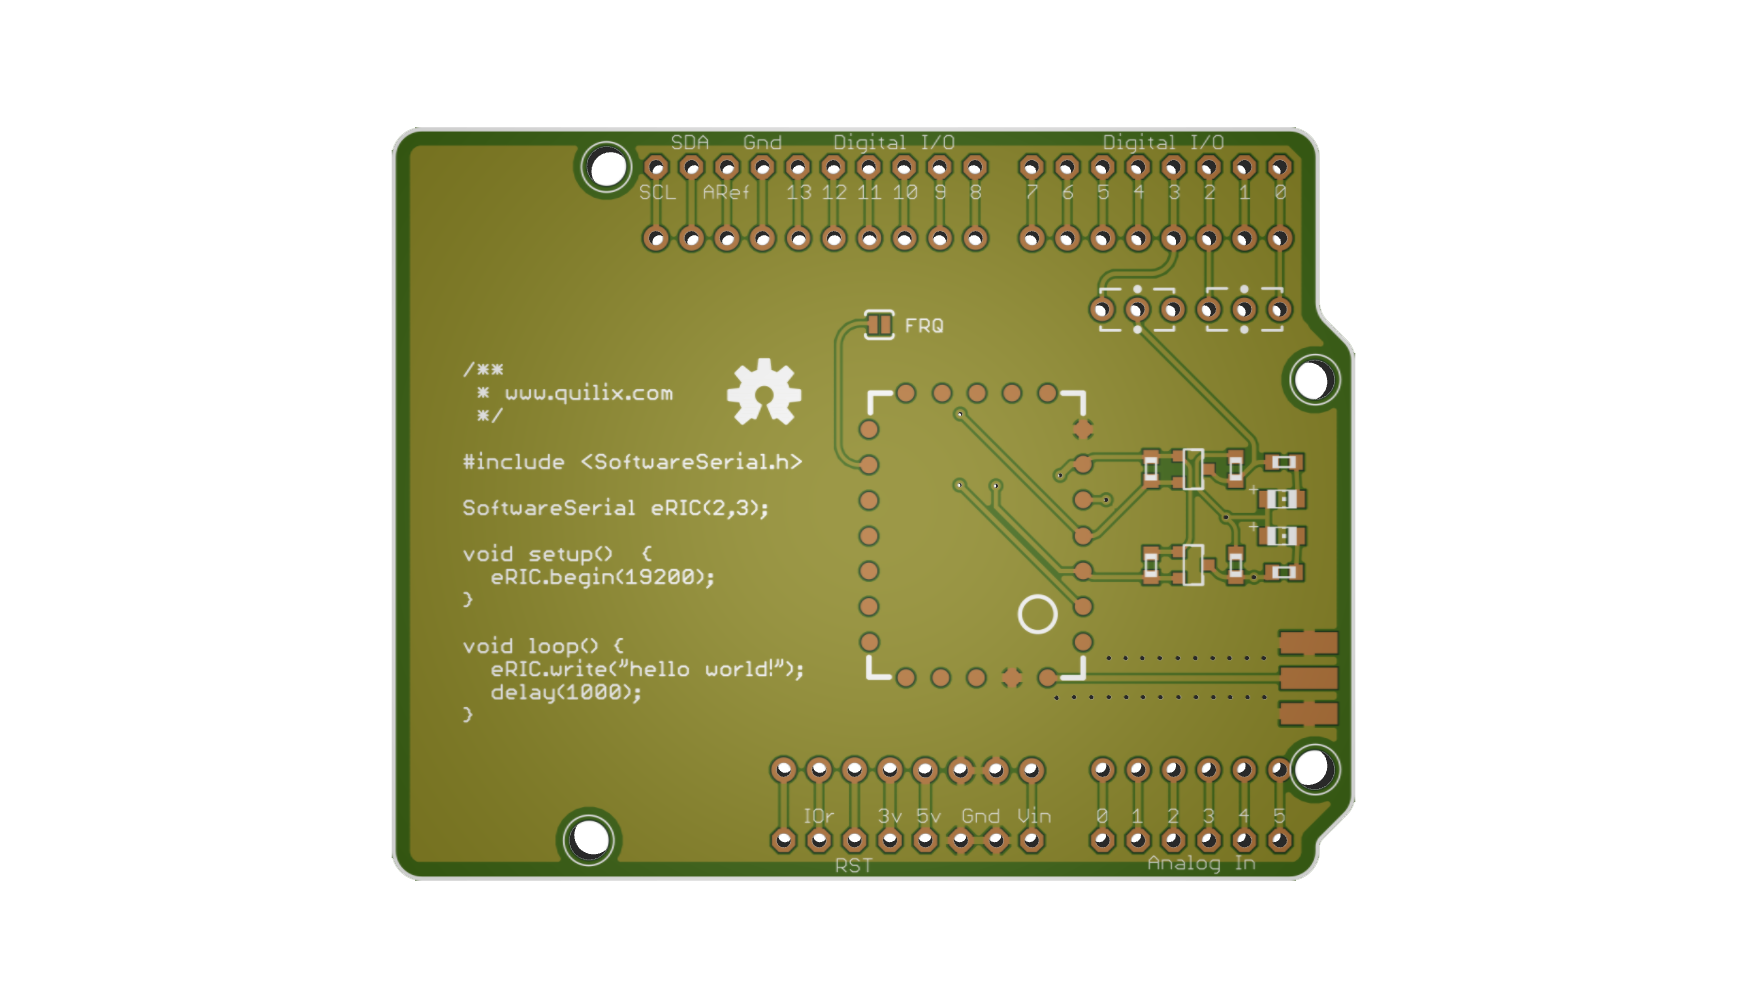 SDA Gnd Digital I/O Digital I/O
SCL ARef 13 12 11 10 9 8 7 6 5 4 3 2 1 0
FRQ
/**
* www.quilix.com
*/
#include <SoftwareSerial.h>
SoftwareSerial eRIC(2,3);
void setup() {
eRIC.begin(19200);
}
void loop() {
eRIC.write("hello world!");
delay(1000);
}
+
+
IOr 3v 5v Gnd Vin 0 1 2 3 4 5
RST Analog In